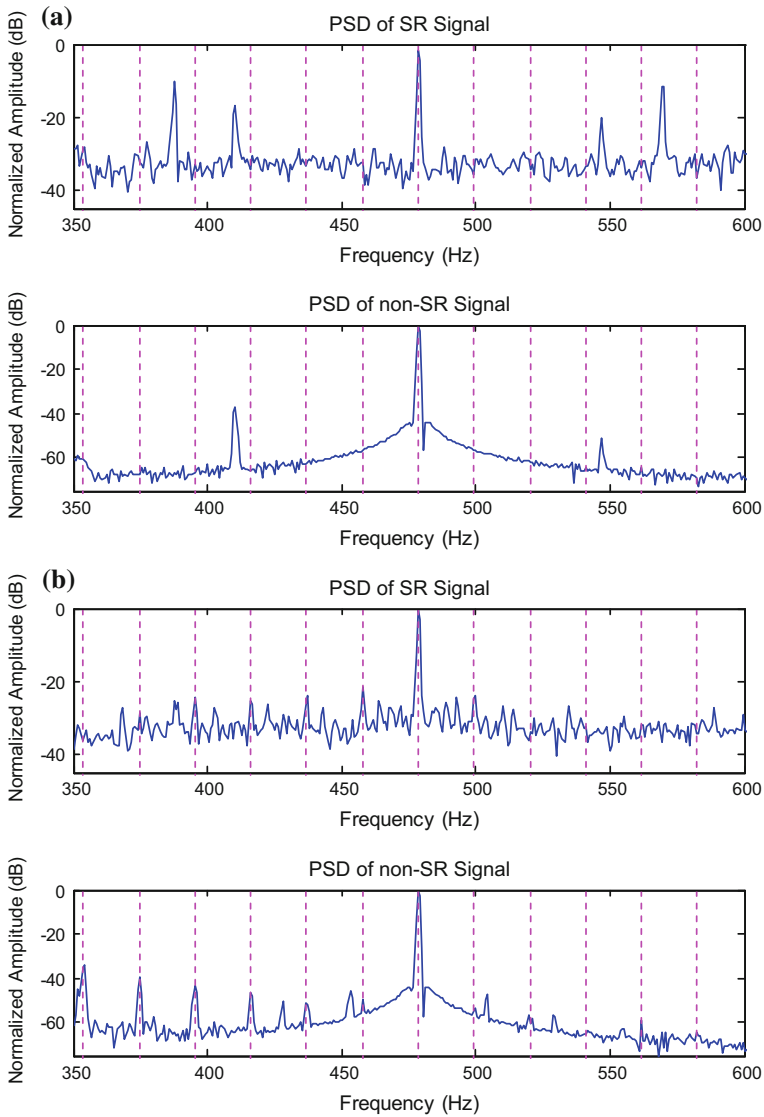 (a)
PSD of SR Signal
Normalized Amplitude (dB)
0
-20
-40
350 400 450 500 550 600
Frequency (Hz)
PSD of non-SR Signal
Normalized Amplitude (dB)
0
-20
-40
-60
350 400 450 500 550 600
Frequency (Hz)
(b)
PSD of SR Signal
Normalized Amplitude (dB)
0
-20
-40
350 400 450 500 550 600
Frequency (Hz)
PSD of non-SR Signal
Normalized Amplitude (dB)
0
-20
-40
-60
350 400 450 500 550 600
Frequency (Hz)